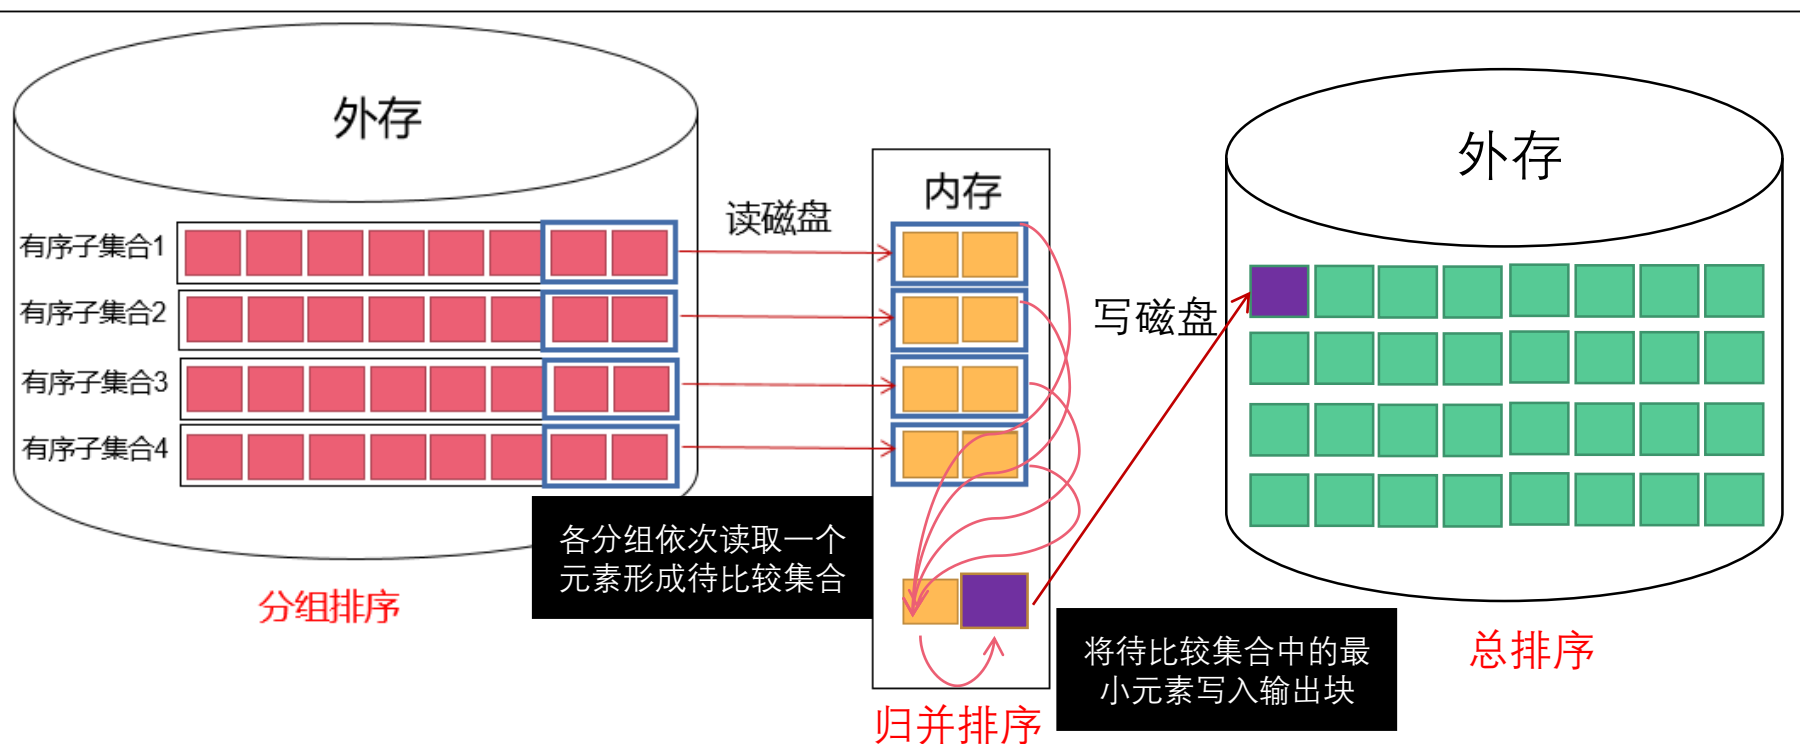 外存
有序子集合1
有序子集合2
有序子集合3
有序子集合4
分组排序
读磁盘
内存
各分组依次读取一个
元素形成待比较集合
归并排序
写磁盘
将待比较集合中的最
小元素写入输出块
外存
总排序